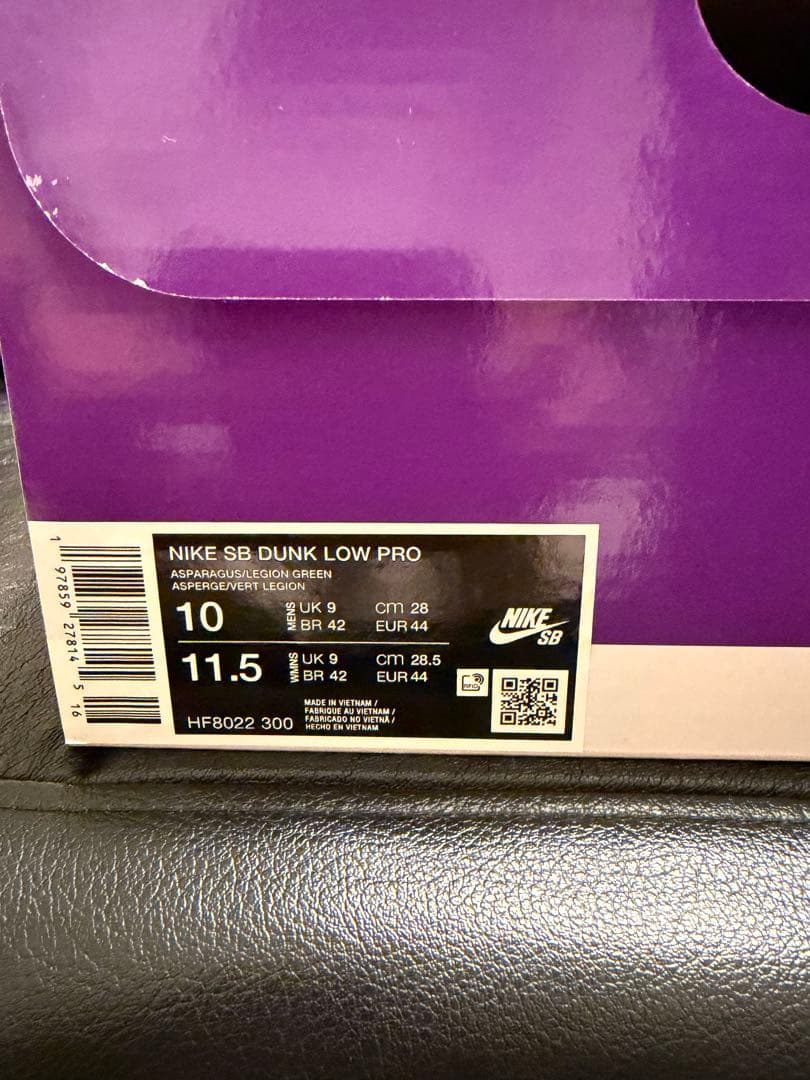 NIKE SB DUNK LOW PRO
ASPARAGUS/LEGION GREEN
ASPERGE/VERT LEGION
10 MENS UK 9 cm 28
BR 42 EUR 44
11.5 WMNS UK 9 cm 28.5
BR 42 EUR 44
HF8022 300
MADE IN VIETNAM /
FABRIQUE AU VIETNAM /
FABRICADO NO VIETNÃ /
HECHO EN VIETNAM
NIKE
SB
RFID
1 97859 27814 5 16